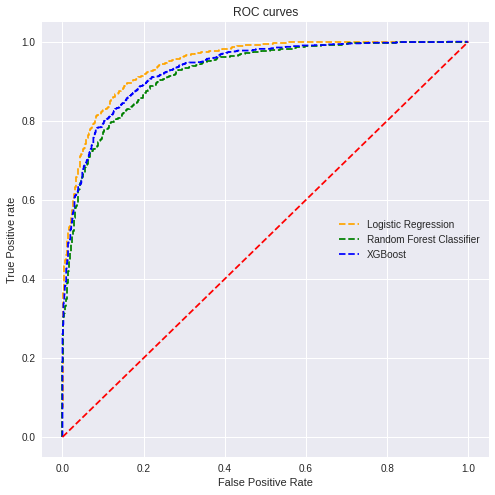 ROC curves
True Positive rate
1.0
0.8
0.6
0.4
0.2
0.0
Logistic Regression
Random Forest Classifier
XGBoost
0.0 0.2 0.4 0.6 0.8 1.0
False Positive Rate